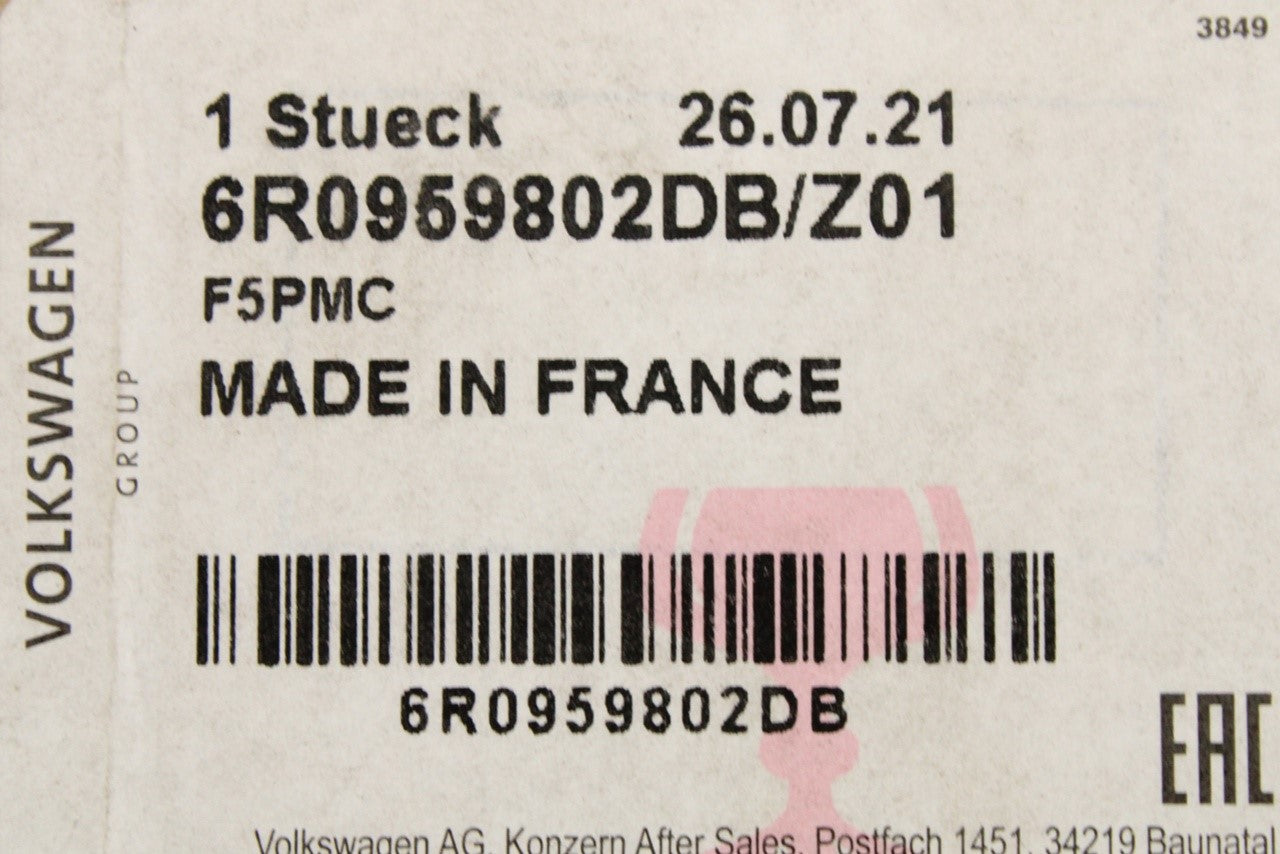 3849
1 Stueck 26.07.21
6R0959802DB/Z01
F5PMC
MADE IN FRANCE
VOLKSWAGEN
GROUP
6R0959802DB
EAC
Volkswagen AG, Konzern After Sales, Postfach 1451, 34219 Baunatal